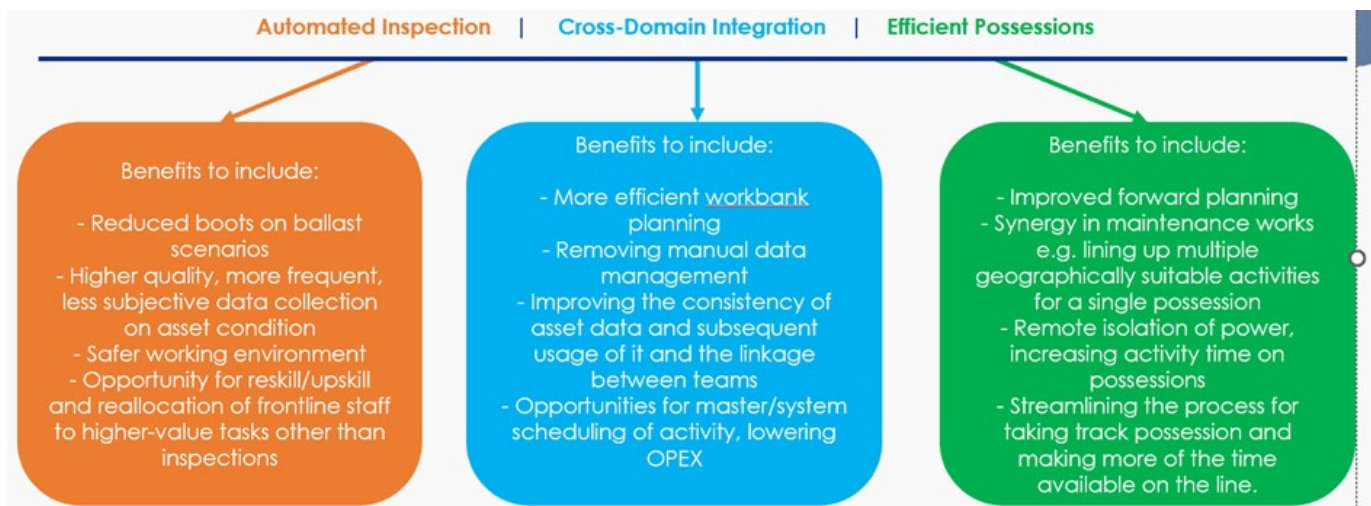 Automated Inspection | Cross-Domain Integration | Efficient Possessions
Benefits to include:
- Reduced boots on ballast
scenarios
- Higher quality, more frequent,
less subjective data collection
on asset condition
- Safer working environment
- Opportunity for reskill/upskill
and reallocation of frontline staff
to higher-value tasks other than
inspections
Benefits to include:
- More efficient workbank
planning
- Removing manual data
management
- Improving the consistency of
asset data and subsequent
usage of it and the linkage
between teams
- Opportunities for master/system
scheduling of activity, lowering
OPEX
Benefits to include:
- Improved forward planning
- Synergy in maintenance works
e.g. lining up multiple
geographically suitable activities
for a single possession
- Remote isolation of power,
increasing activity time on
possessions
- Streamlining the process for
taking track possession and
making more of the time
available on the line.